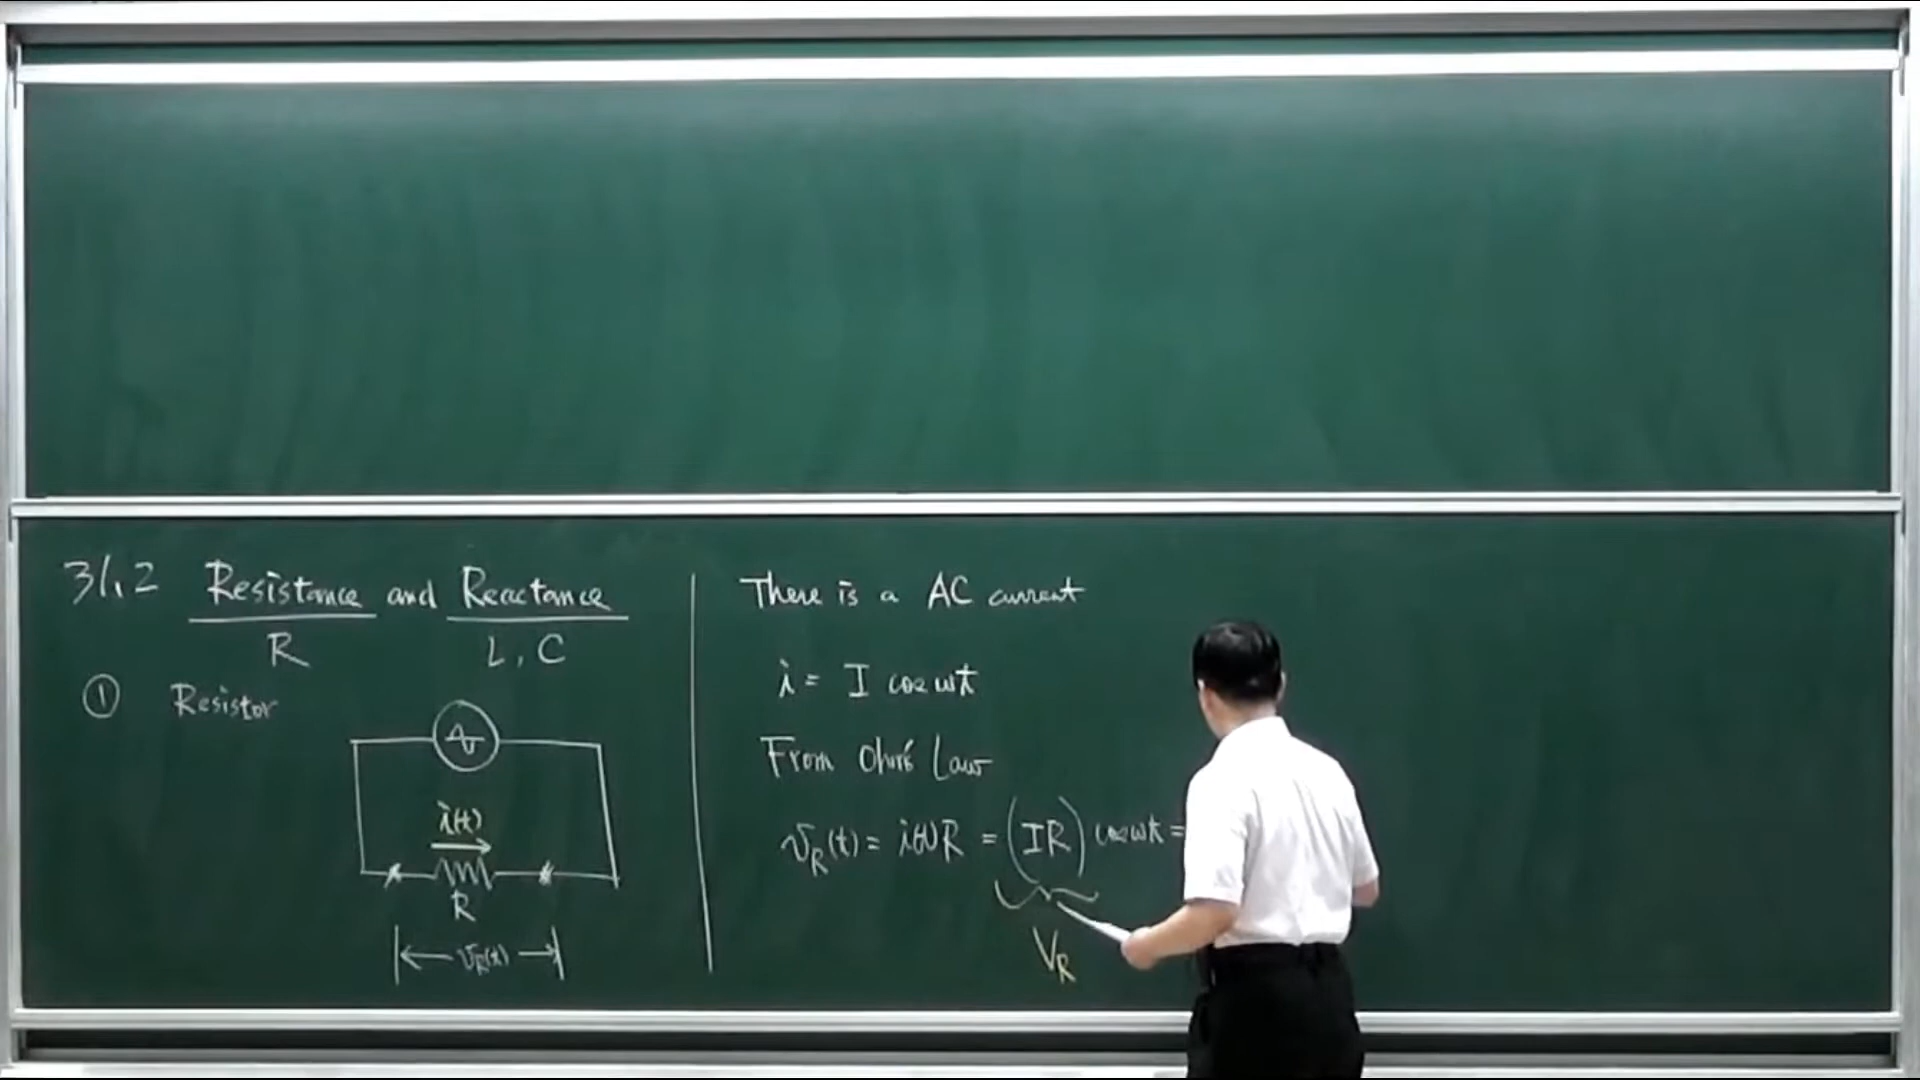 31.2 Resistance and Reactance
R L, C
① Resistor
i(t)
R
v_R(t)
There is a AC current
i = I cos ωt
From Ohm's Law
v_R(t) = i(t)R = (IR) cos ωt =
V_R